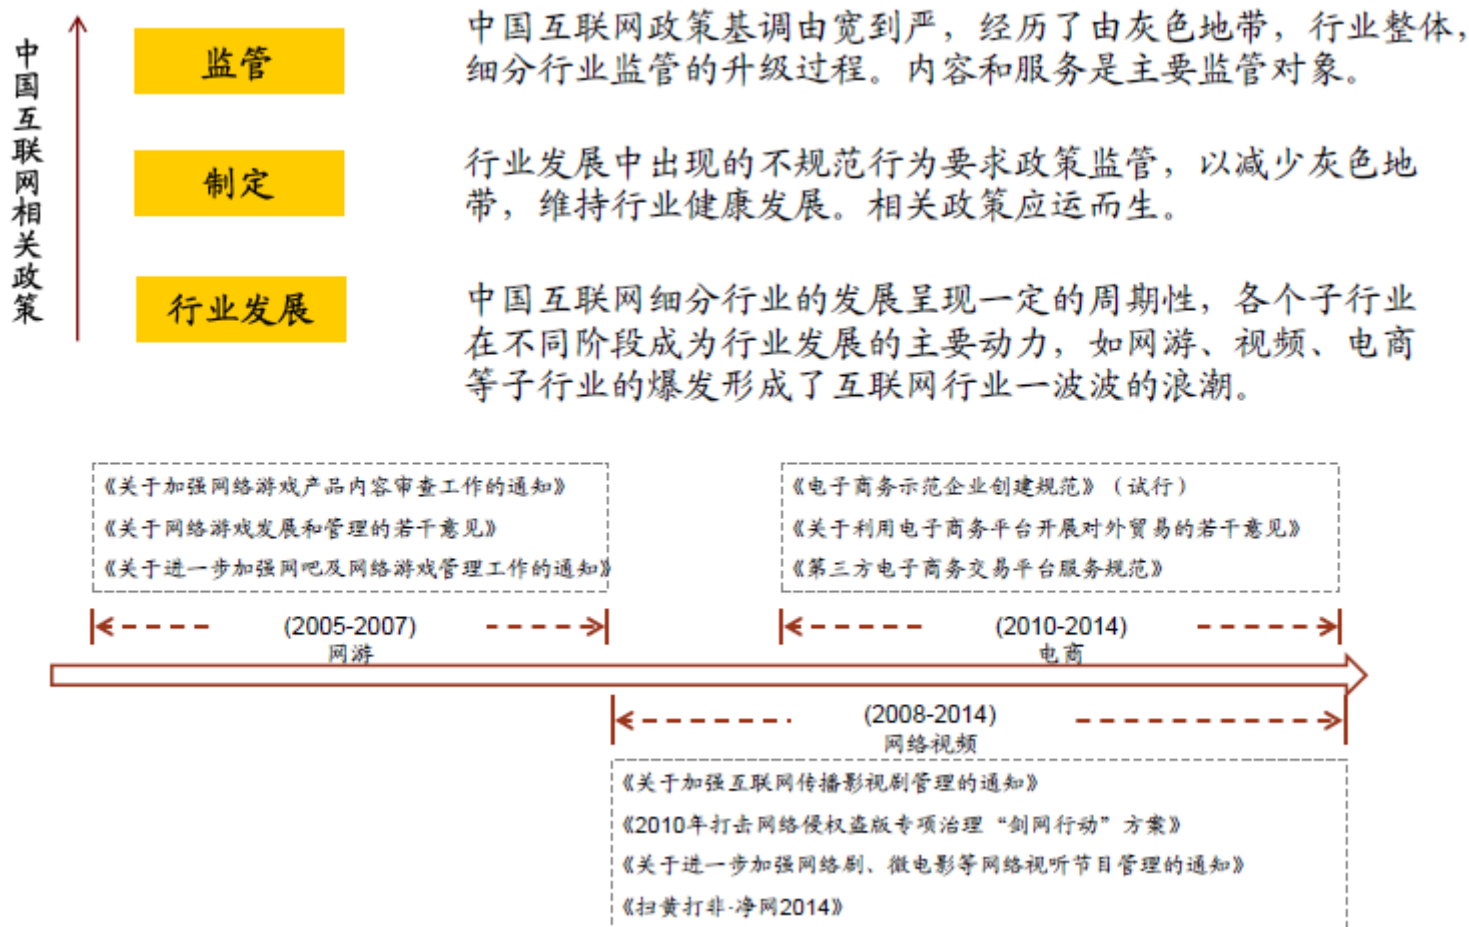 中国互联网相关政策
监管
中国互联网政策基调由宽到严，经历了由灰色地带，行业整体，
细分行业监管的升级过程。内容和服务是主要监管对象。
制定
行业发展中出现的不规范行为要求政策监管，以减少灰色地
带，维持行业健康发展。相关政策应运而生。
行业发展
中国互联网细分行业的发展呈现一定的周期性，各个子行业
在不同阶段成为行业发展的主要动力，如网游、视频、电商
等子行业的爆发形成了互联网行业一波波的浪潮。
《关于加强网络游戏产品内容审查工作的通知》
《关于网络游戏发展和管理的若干意见》
《关于进一步加强网吧及网络游戏管理工作的通知》
(2005-2007)
网游
《电子商务示范企业创建规范》（试行）
《关于利用电子商务平台开展对外贸易的若干意见》
《第三方电子商务交易平台服务规范》
(2010-2014)
电商
(2008-2014)
网络视频
《关于加强互联网传播影视剧管理的通知》
《2010年打击网络侵权盗版专项治理“剑网行动”方案》
《关于进一步加强网络剧、微电影等网络视听节目管理的通知》
《扫黄打非·净网2014》